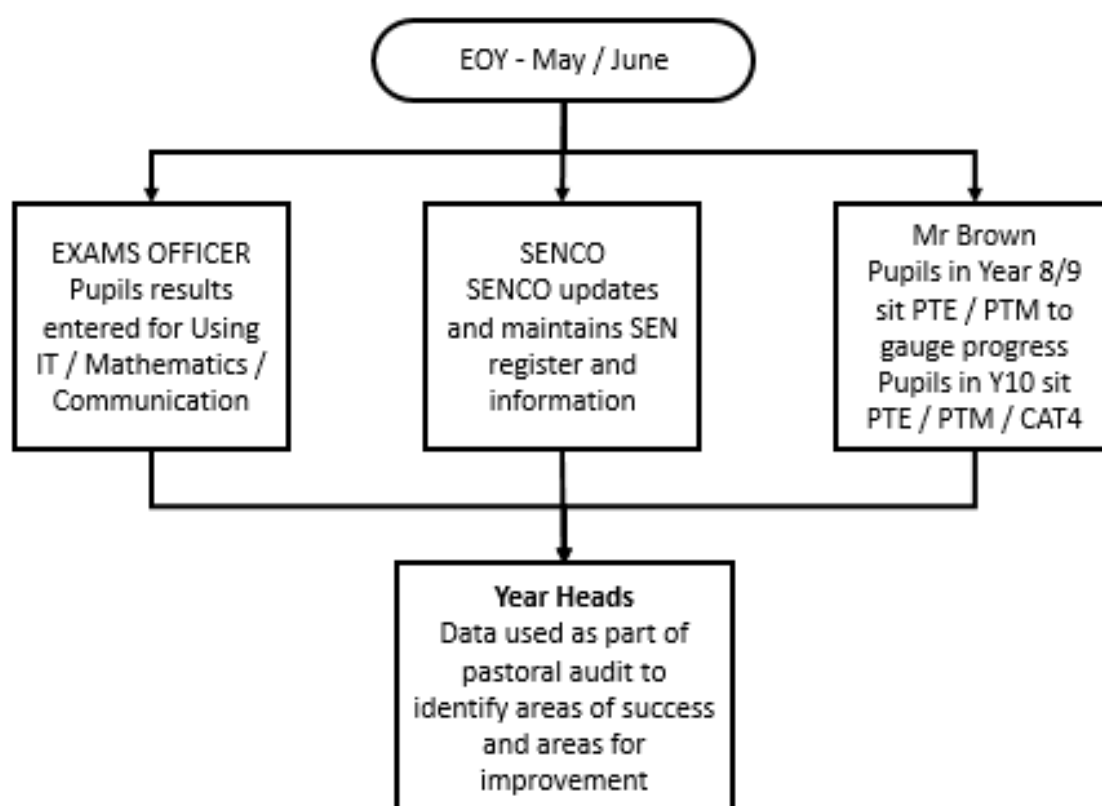 EOY - May / June
EXAMS OFFICER
Pupils results
entered for Using
IT / Mathematics /
Communication
SENCO
SENCO updates
and maintains SEN
register and
information
Mr Brown
Pupils in Year 8/9
sit PTE / PTM to
gauge progress
Pupils in Y10 sit
PTE / PTM / CAT4
Year Heads
Data used as part of
pastoral audit to
identify areas of success
and areas for
improvement